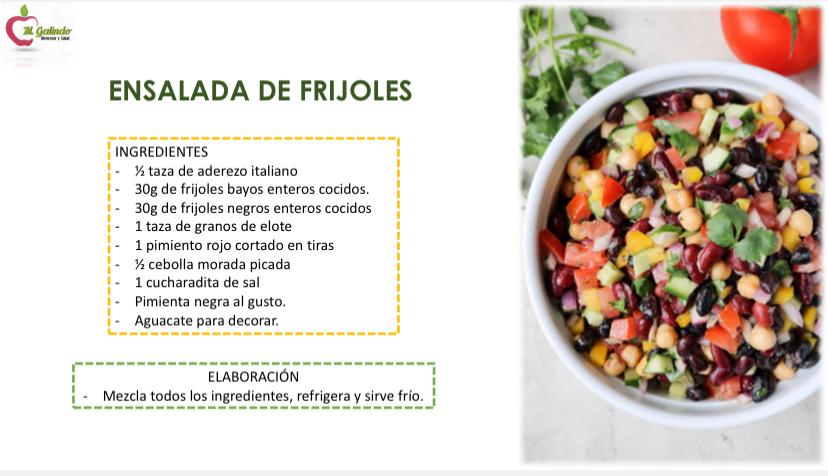 M. Galindo
Bienestar y Salud
ENSALADA DE FRIJOLES
INGREDIENTES
- ½ taza de aderezo italiano
- 30g de frijoles bayos enteros cocidos.
- 30g de frijoles negros enteros cocidos
- 1 taza de granos de elote
- 1 pimiento rojo cortado en tiras
- ½ cebolla morada picada
- 1 cucharadita de sal
- Pimienta negra al gusto.
- Aguacate para decorar.
ELABORACIÓN
- Mezcla todos los ingredientes, refrigera y sirve frío.